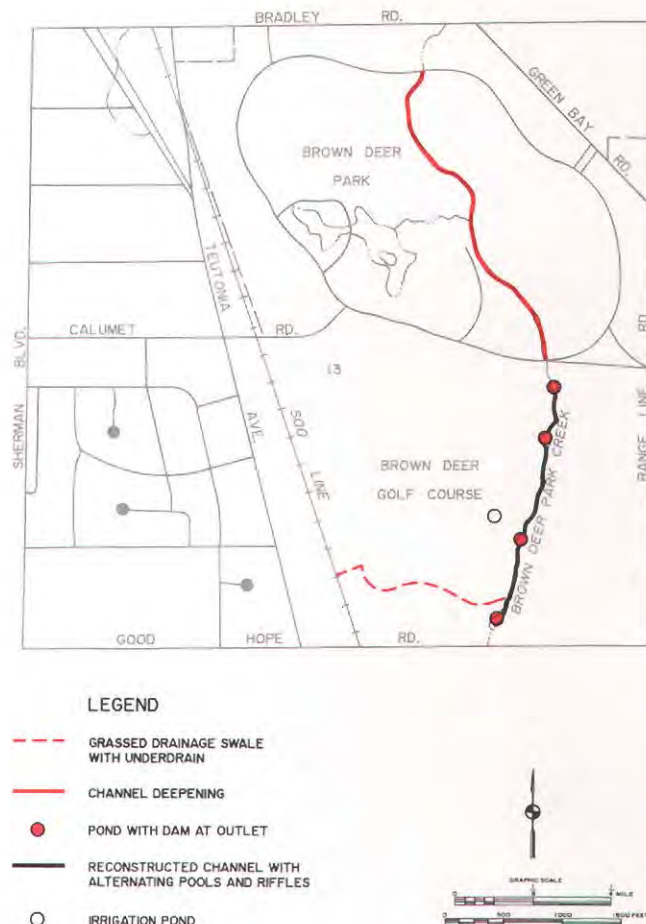 BRADLEY RD.
GREEN BAY RD.
BROWN DEER
PARK
TEUTONIA AVE.
SHERMAN BLVD.
CALUMET RD.
13
SOO LINE
RANGE LINE RD.
BROWN DEER
GOLF COURSE
BROWN DEER PARK CREEK
GOOD HOPE RD.
LEGEND
GRASSED DRAINAGE SWALE
WITH UNDERDRAIN
CHANNEL DEEPENING
POND WITH DAM AT OUTLET
RECONSTRUCTED CHANNEL WITH
ALTERNATING POOLS AND RIFFLES
IRRIGATION POND
GRAPHIC SCALE
0 MILE
0 500 1000 1500 FEET